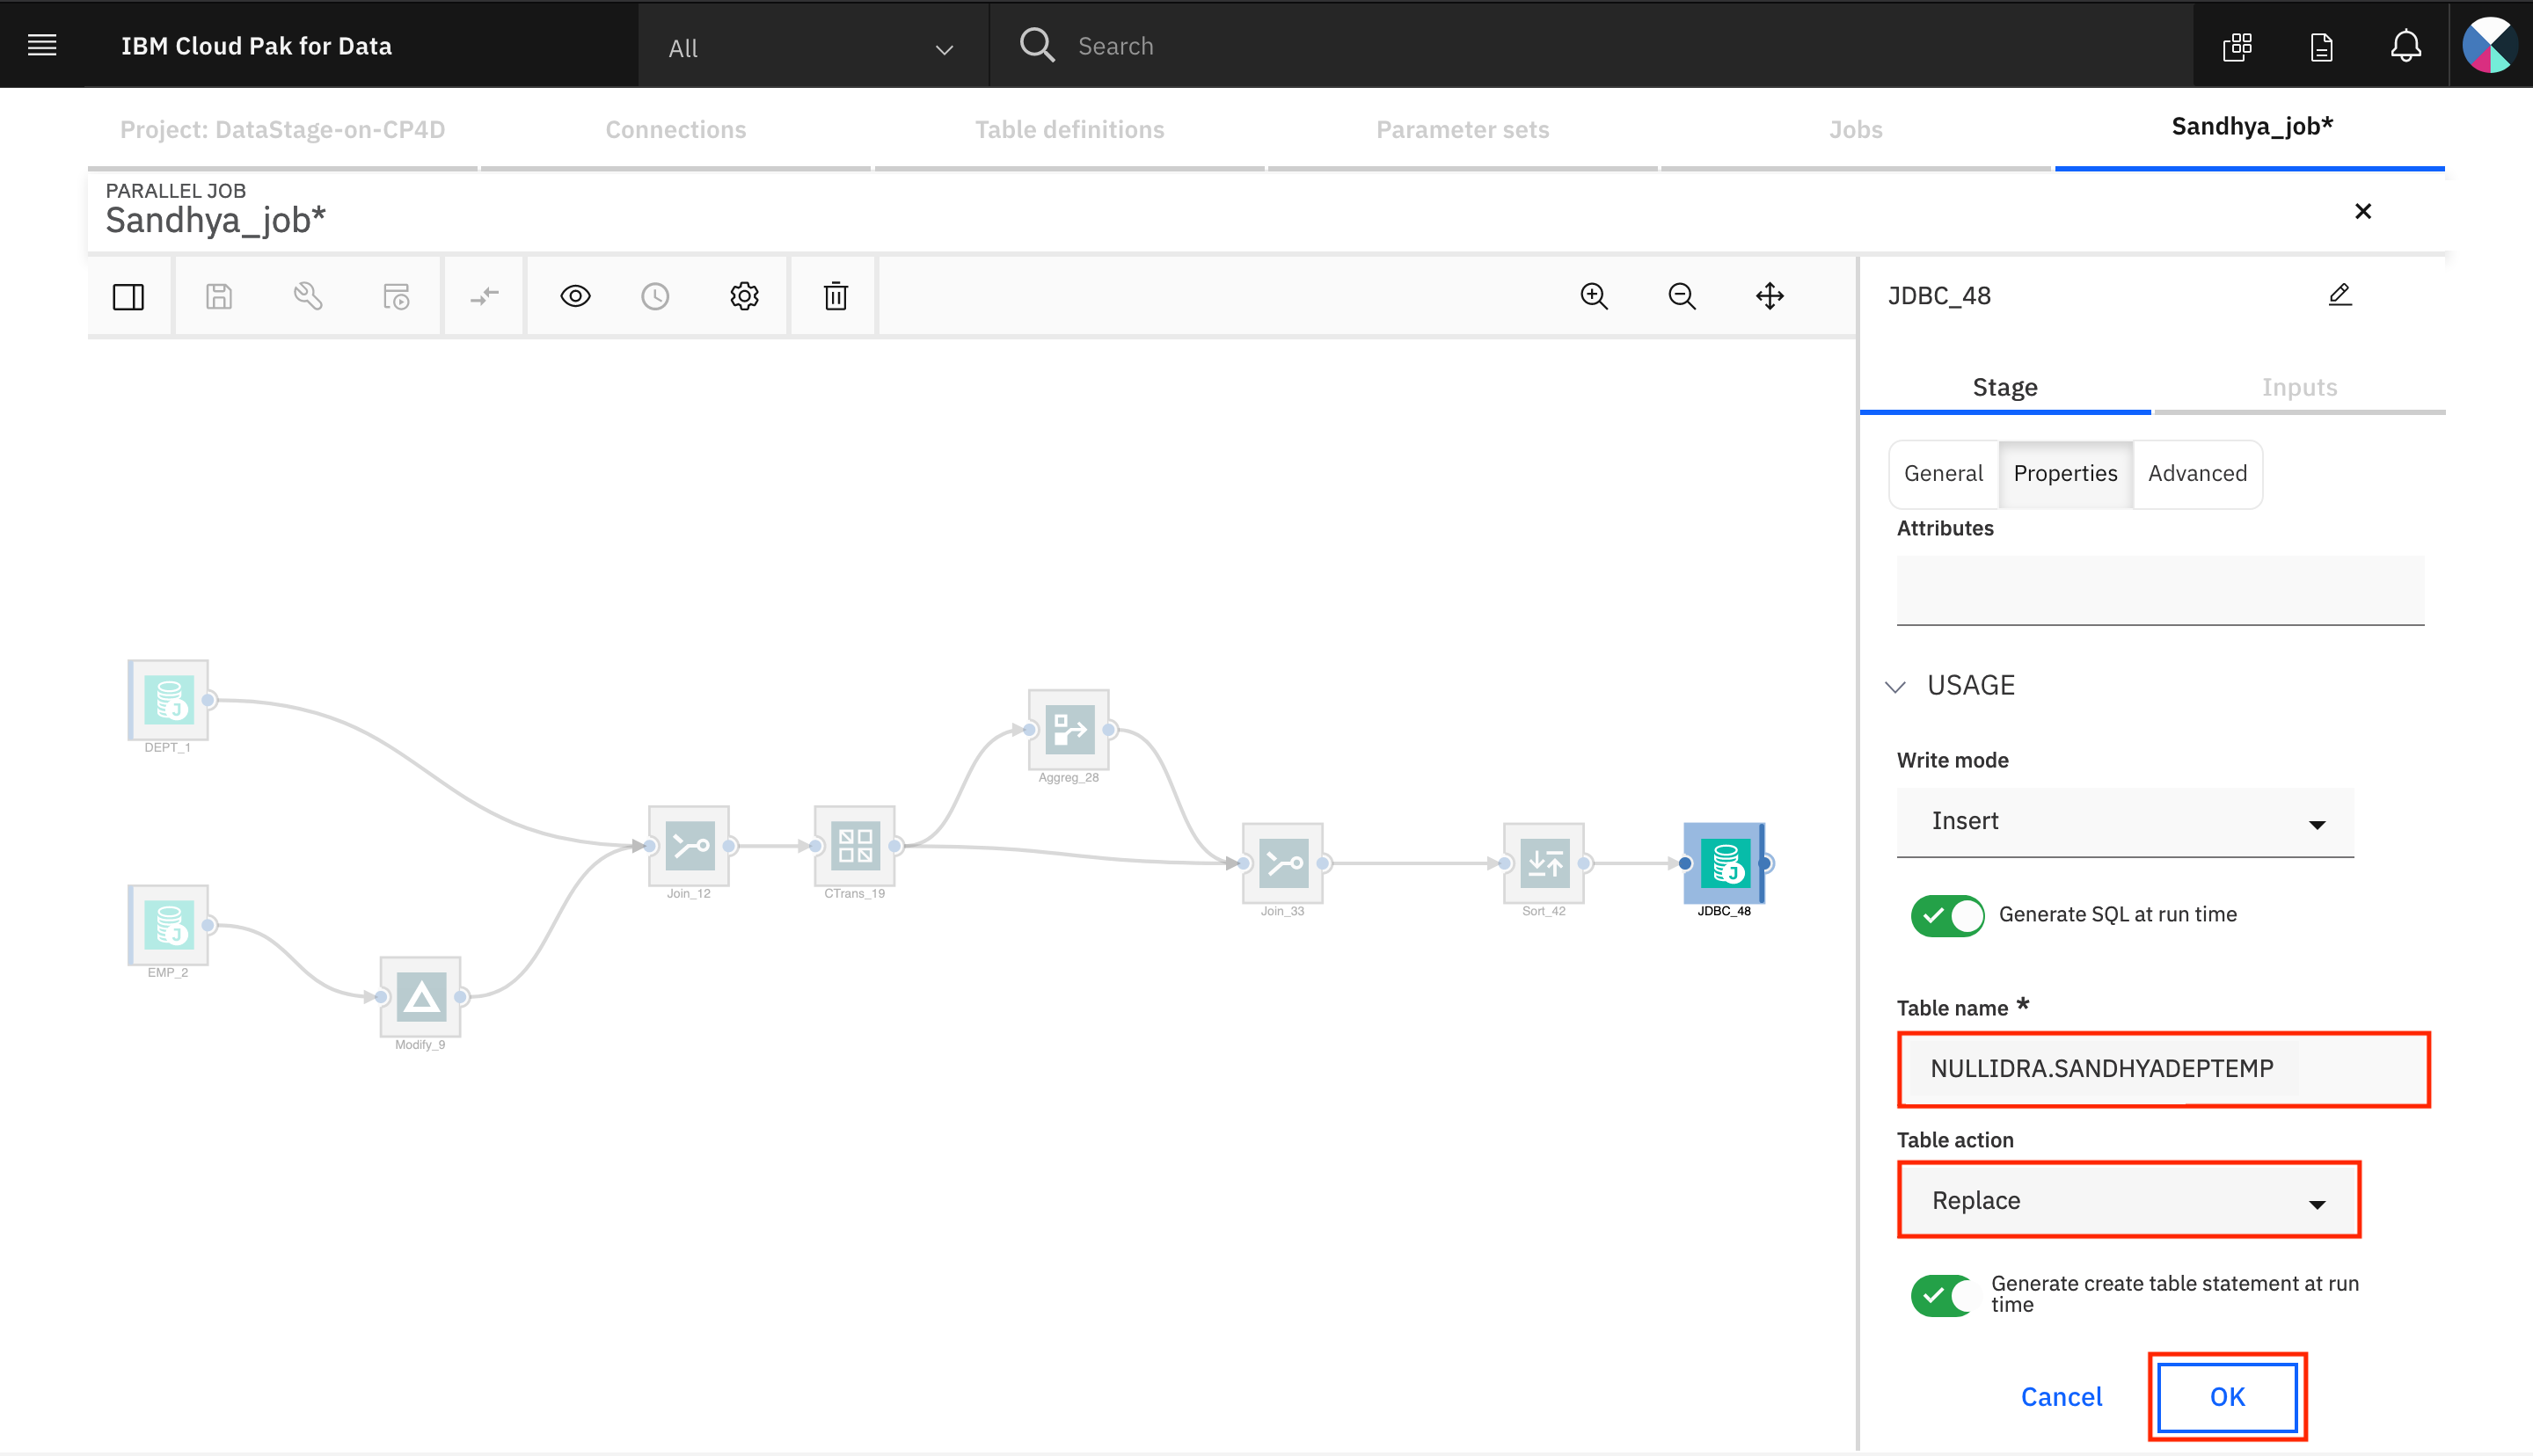 IBM Cloud Pak for Data
All
Search
Project: DataStage-on-CP4D
Connections
Table definitions
Parameter sets
Jobs
Sandhya_job*
PARALLEL JOB
Sandhya_job*
JDBC_48
Stage
Inputs
General
Properties
Advanced
Attributes
USAGE
Write mode
Insert
Generate SQL at run time
Table name *
NULLIDRA.SANDHYADEPTEMP
Table action
Replace
Generate create table statement at run
time
Cancel
OK
DEPT_1
EMP_2
Modify_9
Join_12
CTrans_19
Aggreg_28
Join_33
Sort_42
JDBC_48